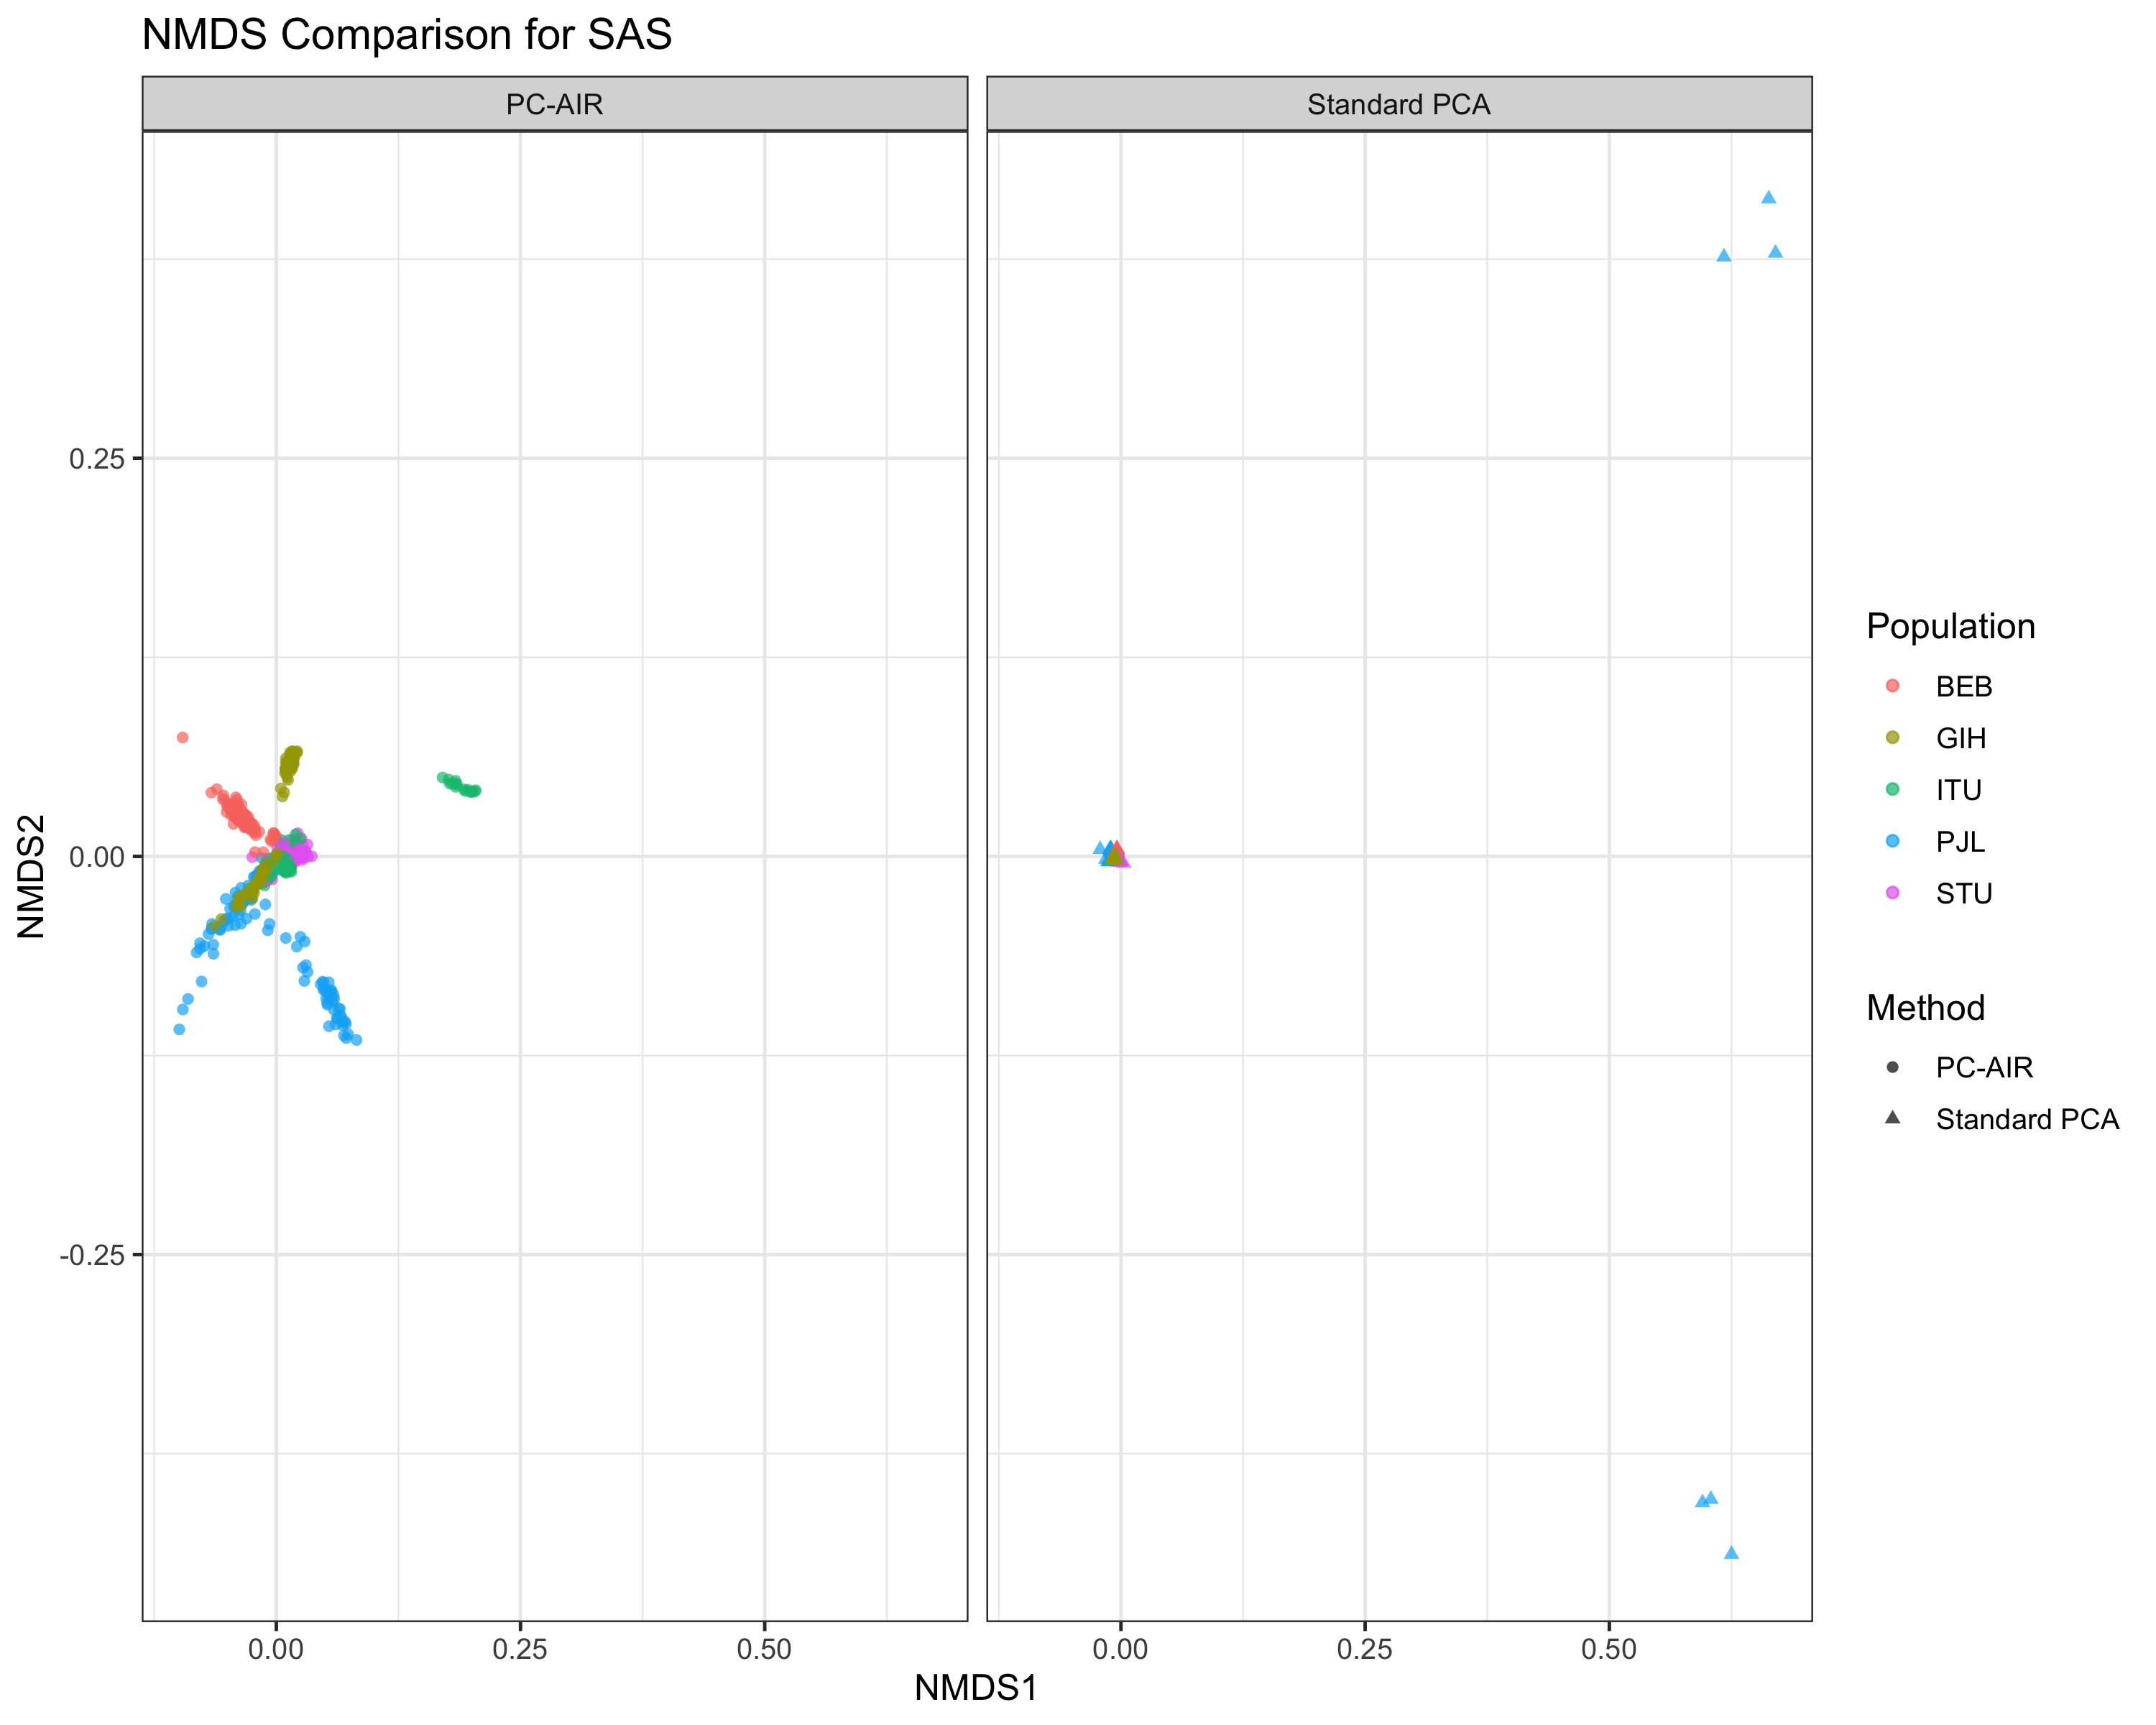 NMDS Comparison for SAS
PC-AIR
Standard PCA
NMDS2
0.25
0.00
-0.25
0.00
0.25
0.50
0.00
0.25
0.50
NMDS1
Population
BEB
GIH
ITU
PJL
STU
Method
PC-AIR
Standard PCA